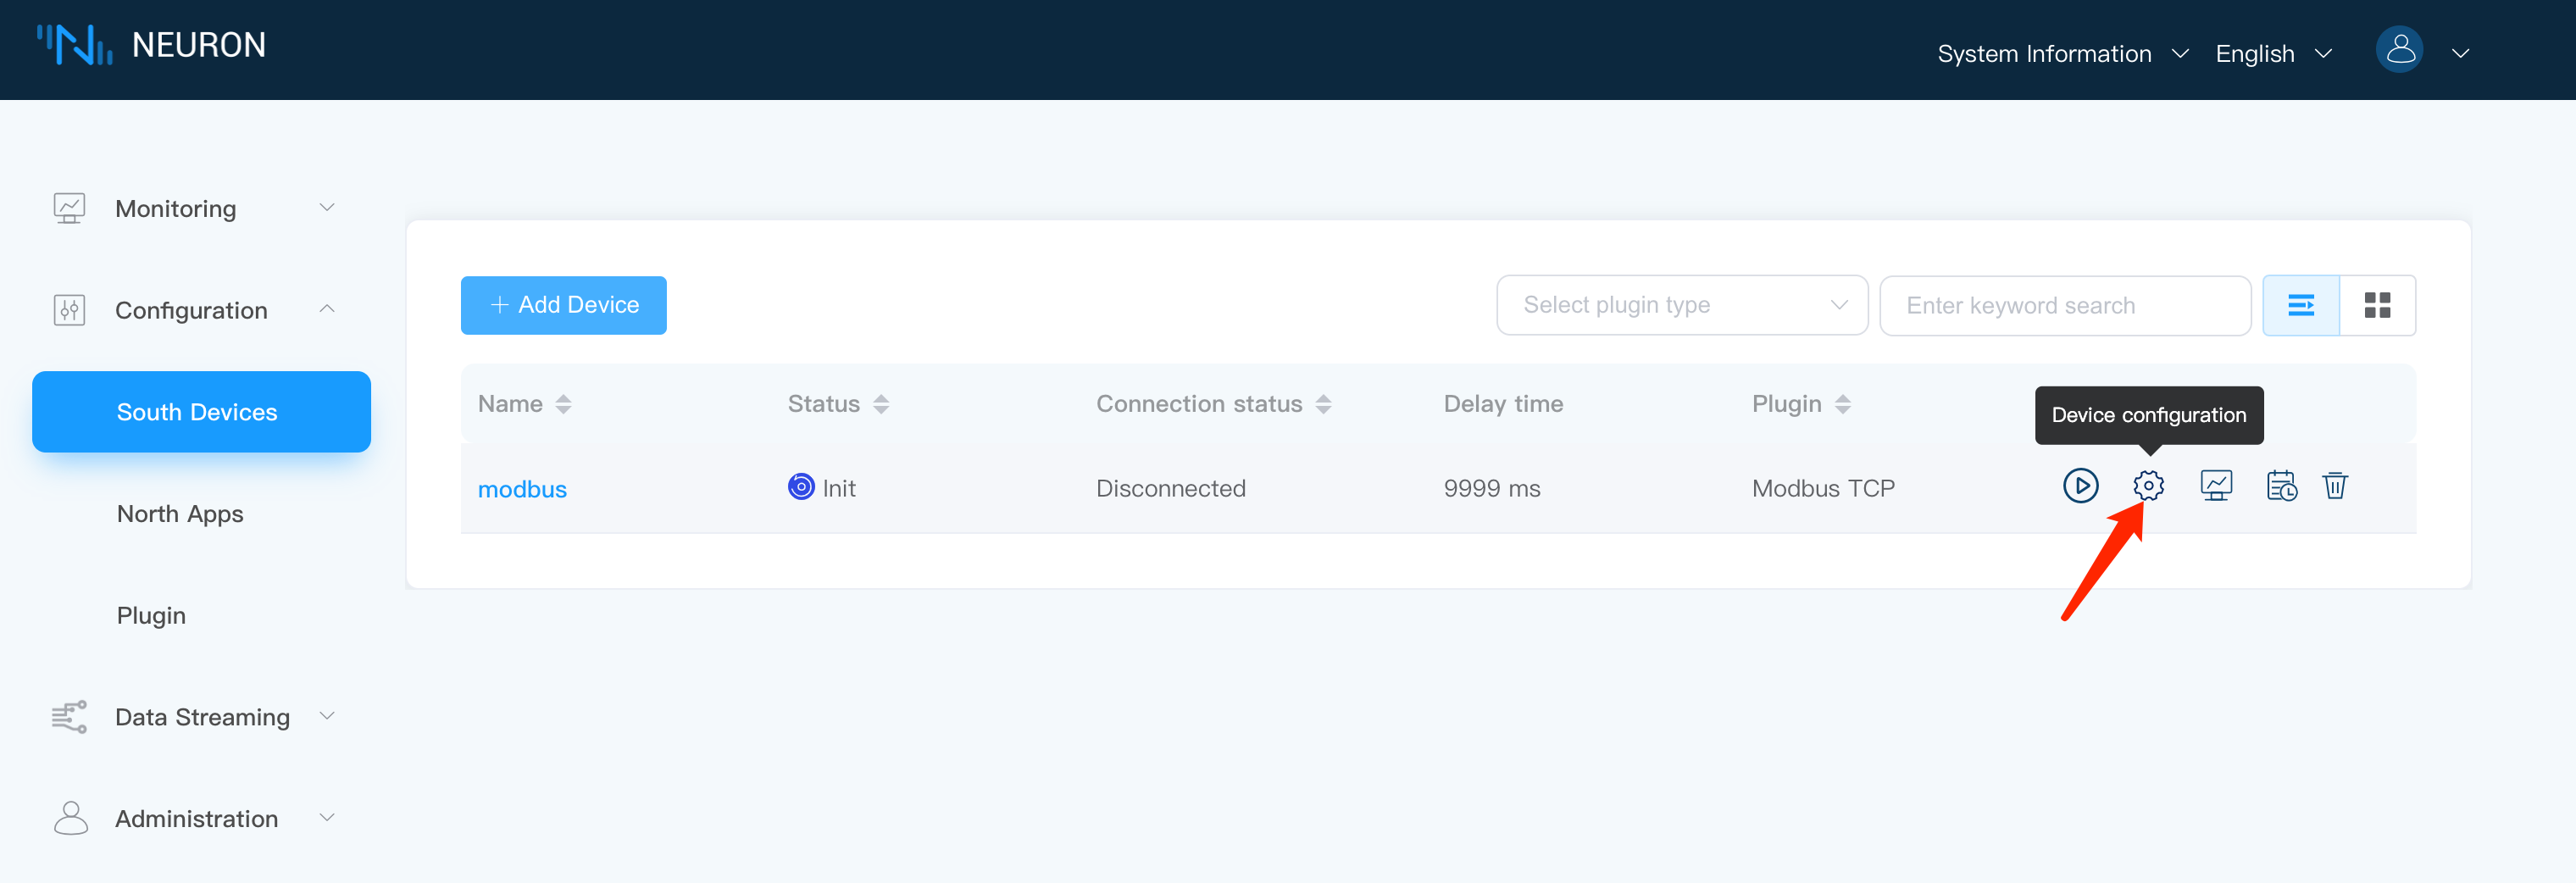 NEURON
System Information
English
Monitoring
Configuration
South Devices
North Apps
Plugin
Data Streaming
Administration
+ Add Device
Select plugin type
Enter keyword search
Name
Status
Connection status
Delay time
Plugin
Device configuration
modbus
Init
Disconnected
9999 ms
Modbus TCP